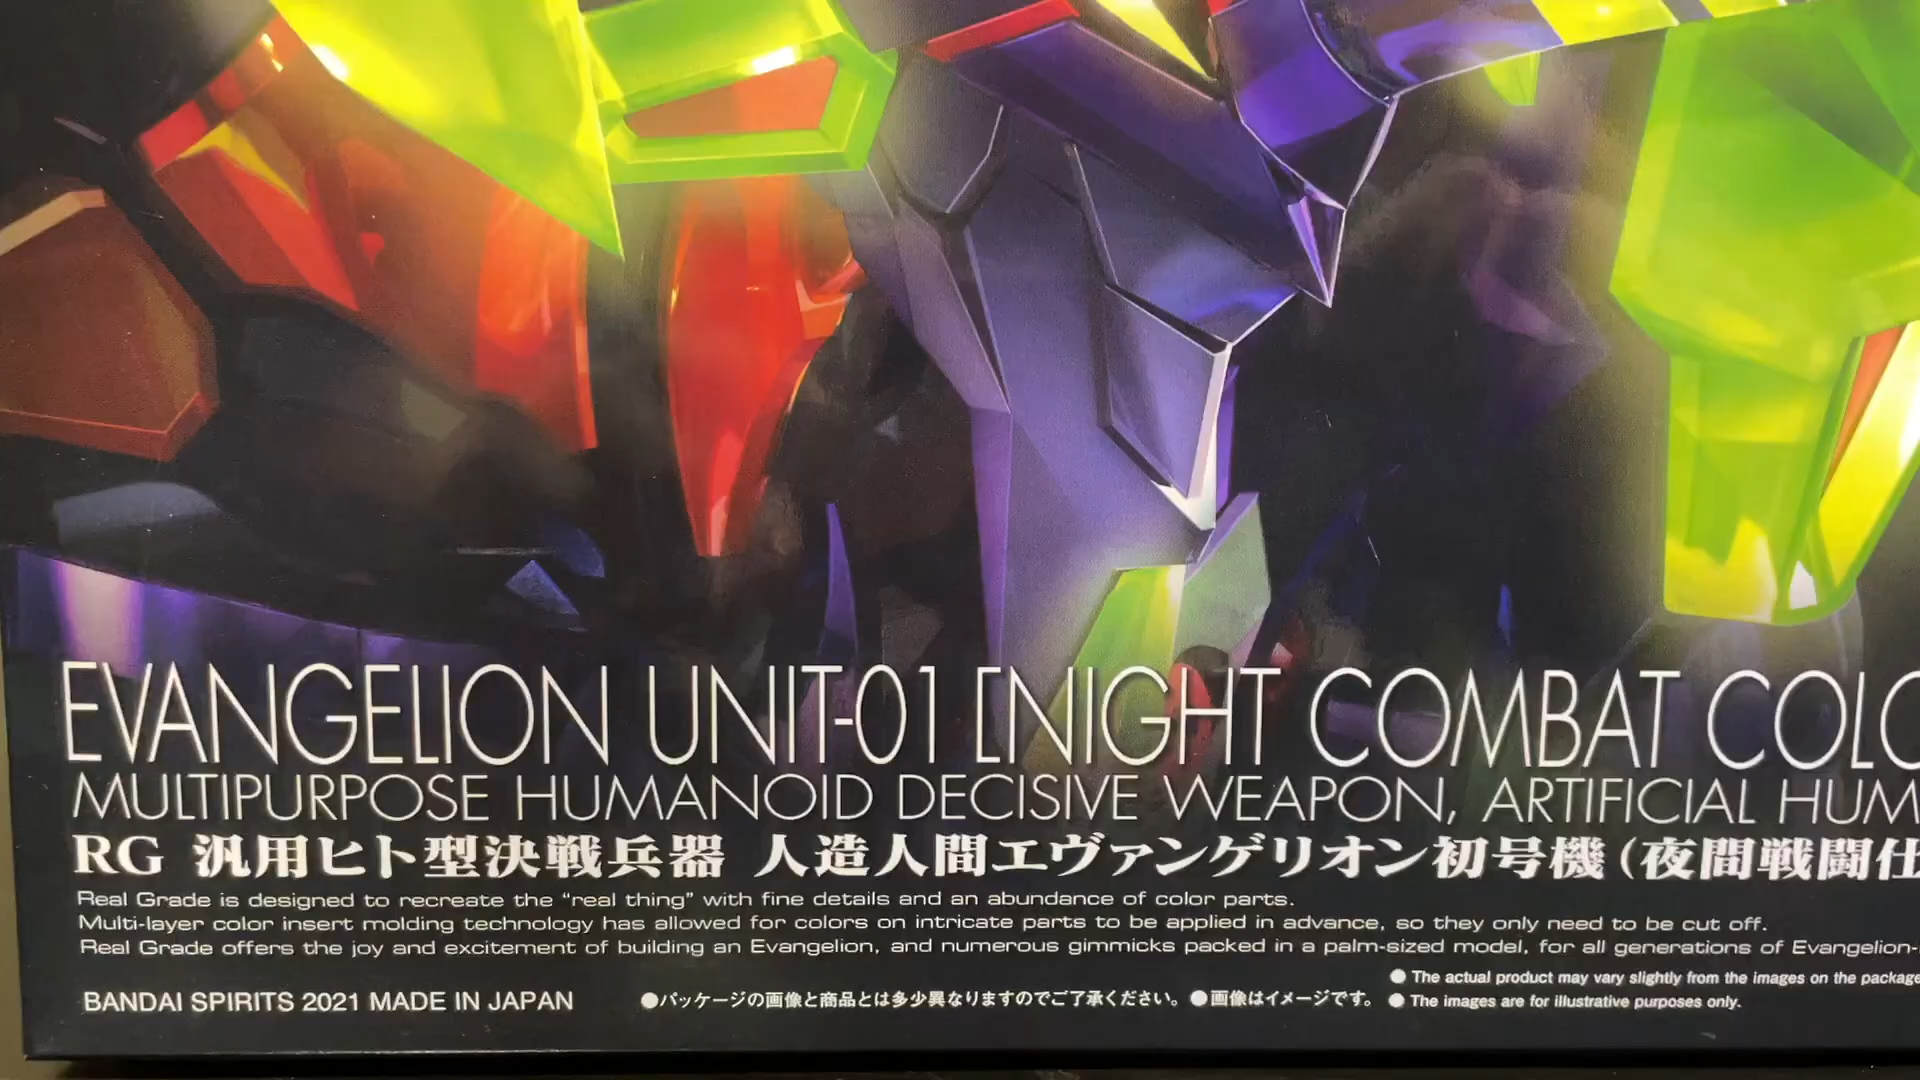 EVANGELION UNIT-01 [NIGHT COMBAT
MULTIPURPOSE HUMANOID DECISIVE WEAPON, ARTIFICIAL
RG 汎用ヒト型決戦兵器 人造人間エヴァンゲリオン初号機(夜間戦闘仕
Real Grade is designed to recreate the “real thing” with fine details and an abundance of color parts.
Multi-layer color insert molding technology has allowed for colors on intricate parts to be applied in advance, so they only need to be cut off.
Real Grade offers the joy and excitement of building an Evangelion, and numerous gimmicks packed in a palm-sized model, for all generations of Evangelion-
● The actual product may vary slightly from the images on the package
BANDAI SPIRITS 2021 MADE IN JAPAN ●パッケージの画像と商品とは多少異なりますのでご了承ください。●画像はイメージです。 ● The images are for illustrative purposes only.